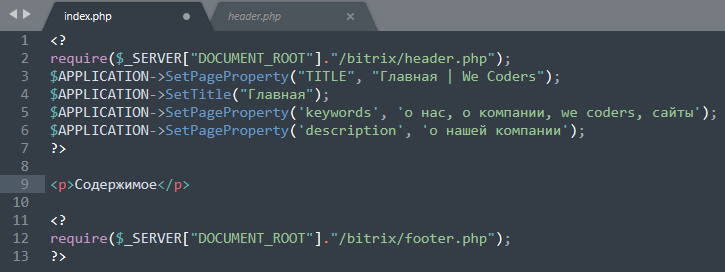 index.php
header.php
1 <?
2 require($_SERVER["DOCUMENT_ROOT"]."/bitrix/header.php");
3 $APPLICATION->SetPageProperty("TITLE", "Главная | We Coders");
4 $APPLICATION->SetTitle("Главная");
5 $APPLICATION->SetPageProperty('keywords', 'о нас, о компании, we coders, сайты');
6 $APPLICATION->SetPageProperty('description', 'о нашей компании');
7 ?>
8
9 <p>Содержимое</p>
10
11 <?
12 require($_SERVER["DOCUMENT_ROOT"]."/bitrix/footer.php");
13 ?>